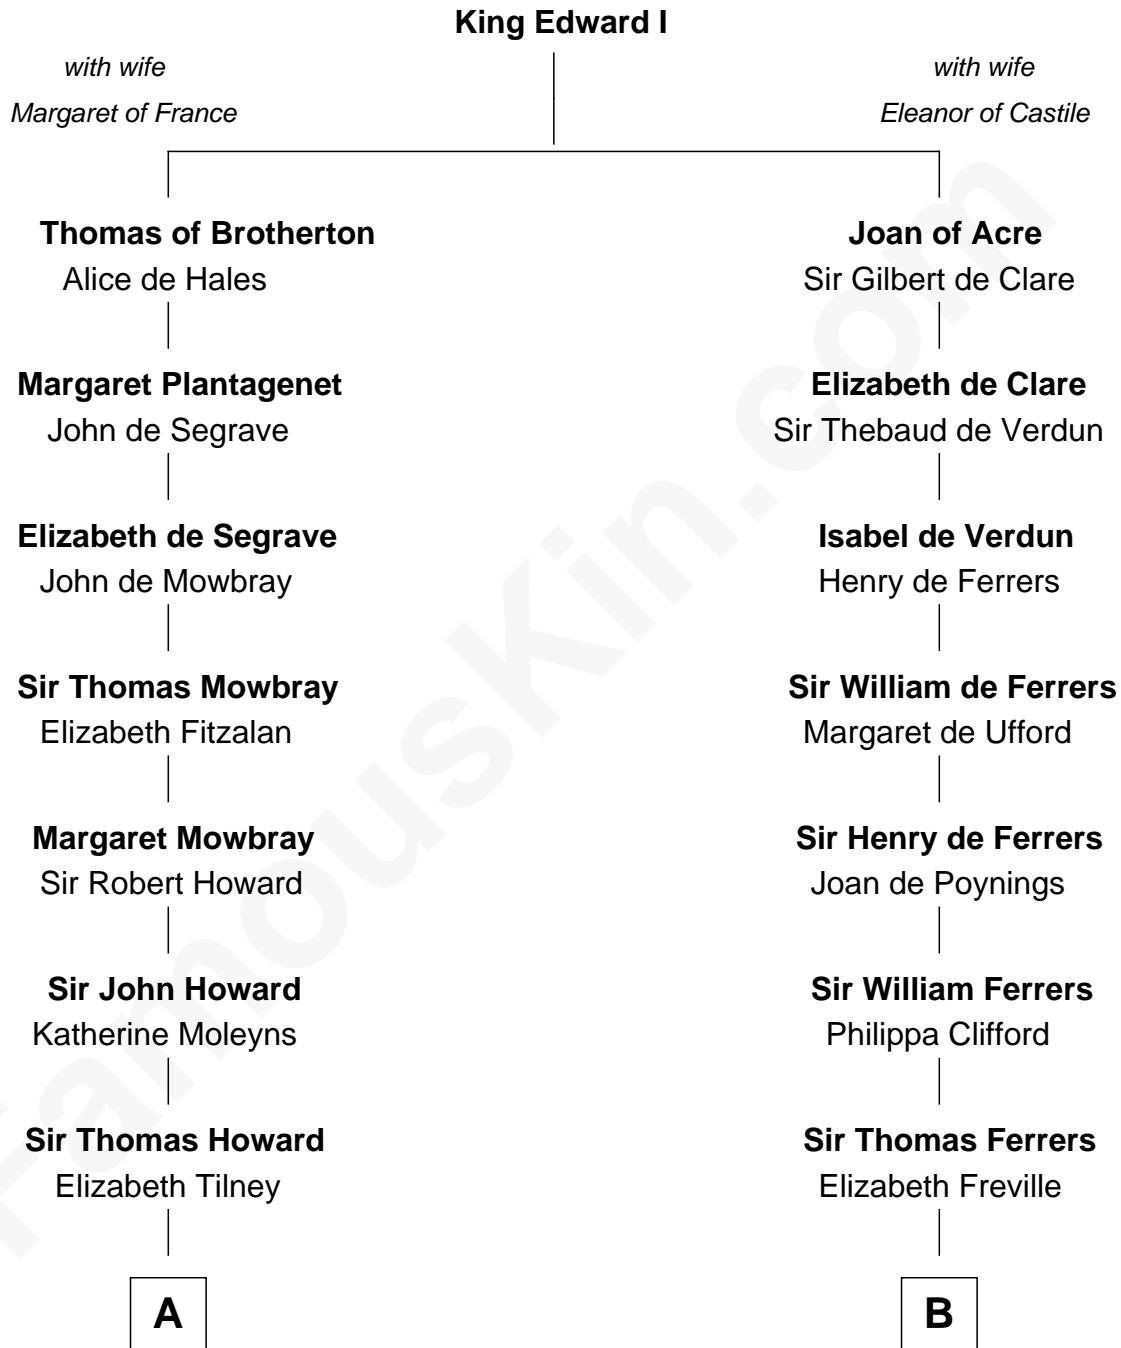 King Edward I
with wife
Margaret of France
with wife
Eleanor of Castile
Thomas of Brotherton
Alice de Hales
Joan of Acre
Sir Gilbert de Clare
Margaret Plantagenet
John de Segrave
Elizabeth de Clare
Sir Thebaud de Verdun
Elizabeth de Segrave
John de Mowbray
Isabel de Verdun
Henry de Ferrers
Sir Thomas Mowbray
Elizabeth Fitzalan
Sir William de Ferrers
Margaret de Ufford
Margaret Mowbray
Sir Robert Howard
Sir Henry de Ferrers
Joan de Poynings
Sir John Howard
Katherine Moleyns
Sir William Ferrers
Philippa Clifford
Sir Thomas Howard
Elizabeth Tilney
Sir Thomas Ferrers
Elizabeth Freville
A
B
FamousKin.com